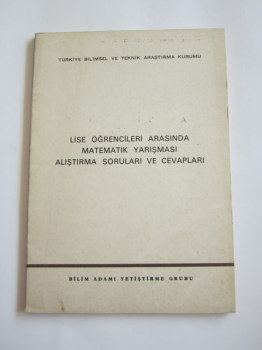 TÜRKİYE BİLİMSEL VE TEKNİK ARAŞTIRMA KURUMU
LİSE ÖĞRENCİLERİ ARASINDA
MATEMATİK YARIŞMASI
ALIŞTIRMA SORULARI VE CEVAPLARI
BİLİM ADAMI YETİŞTİRME GRUBU